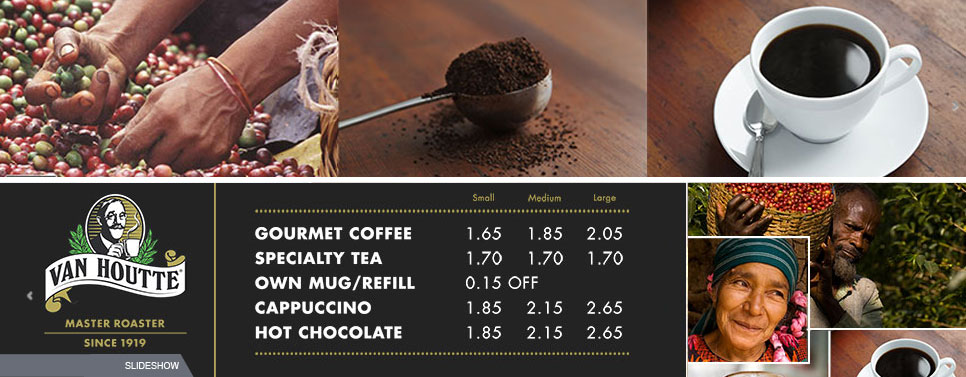 Small Medium Large
GOURMET COFFEE 1.65 1.85 2.05
SPECIALTY TEA 1.70 1.70 1.70
OWN MUG/REFILL 0.15 OFF
CAPPUCCINO 1.85 2.15 2.65
HOT CHOCOLATE 1.85 2.15 2.65
VAN HOUTTE
MASTER ROASTER
SINCE 1919
SLIDESHOW